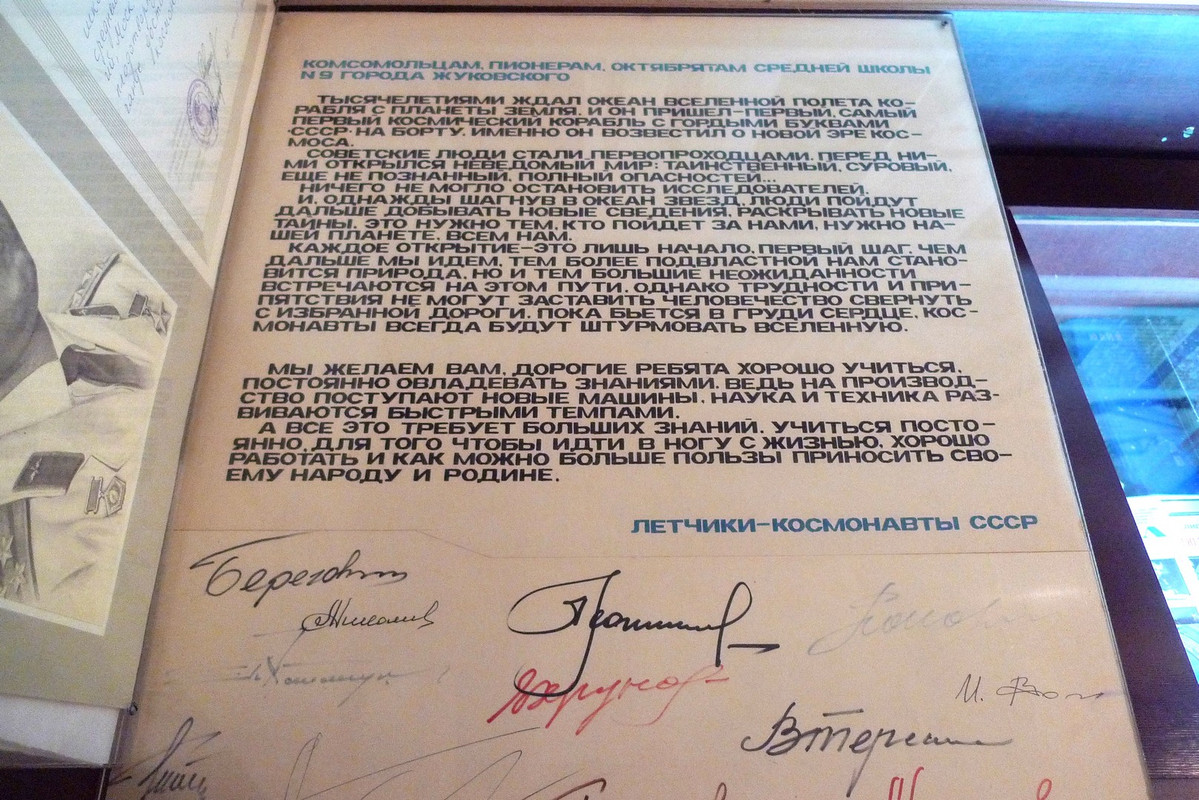 КОМСОМОЛЬЦАМ, ПИОНЕРАМ, ОКТЯБРЯТАМ СРЕДНЕЙ ШКОЛЫ
N9 ГОРОДА ЖУКОВСКОГО
ТЫСЯЧЕЛЕТИЯМИ ЖДАЛ ОКЕАН ВСЕЛЕННОЙ ПОЛЕТА КО-
РАБЛЯ С ПЛАНЕТЫ ЗЕМЛЯ. И ОН ПРИШЕЛ-ПЕРВЫЙ, САМЫЙ
ПЕРВЫЙ КОСМИЧЕСКИЙ КОРАБЛЬ С ГОРДЫМИ БУКВАМИ
"СССР" НА БОРТУ. ИМЕННО ОН ВОЗВЕСТИЛ О НОВОЙ ЭРЕ КОС-
МОСА.
СОВЕТСКИЕ ЛЮДИ СТАЛИ ПЕРВОПРОХОДЦАМИ. ПЕРЕД НИ-
МИ ОТКРЫЛСЯ НЕВЕДОМЫЙ МИР: ТАИНСТВЕННЫЙ, СУРОВЫЙ,
ЕЩЕ НЕ ПОЗНАННЫЙ, ПОЛНЫЙ ОПАСНОСТЕЙ...
НИЧЕГО НЕ МОГЛО ОСТАНОВИТЬ ИССЛЕДОВАТЕЛЕЙ.
И, ОДНАЖДЫ ШАГНУВ В ОКЕАН ЗВЕЗД, ЛЮДИ ПОЙДУТ
ДАЛЬШЕ ДОБЫВАТЬ НОВЫЕ СВЕДЕНИЯ, РАСКРЫВАТЬ НОВЫЕ
ТАЙНЫ. ЭТО НУЖНО ТЕМ, КТО ПОЙДЕТ ЗА НАМИ, НУЖНО НА-
ШЕЙ ПЛАНЕТЕ, ВСЕМ НАМ.
КАЖДОЕ ОТКРЫТИЕ-ЭТО ЛИШЬ НАЧАЛО, ПЕРВЫЙ ШАГ. ЧЕМ
ДАЛЬШЕ МЫ ИДЕМ, ТЕМ БОЛЕЕ ПОДВЛАСТНОЙ НАМ СТАНО-
ВИТСЯ ПРИРОДА, НО И ТЕМ БОЛЬШИЕ НЕОЖИДАННОСТИ
ВСТРЕЧАЮТСЯ НА ЭТОМ ПУТИ. ОДНАКО ТРУДНОСТИ И ПРИ-
ПЯТСТВИЯ НЕ МОГУТ ЗАСТАВИТЬ ЧЕЛОВЕЧЕСТВО СВЕРНУТЬ
С ИЗБРАННОЙ ДОРОГИ. ПОКА БЬЕТСЯ В ГРУДИ СЕРДЦЕ, КОС-
МОНАВТЫ ВСЕГДА БУДУТ ШТУРМОВАТЬ ВСЕЛЕННУЮ.
МЫ ЖЕЛАЕМ ВАМ, ДОРОГИЕ РЕБЯТА ХОРОШО УЧИТЬСЯ,
ПОСТОЯННО ОВЛАДЕВАТЬ ЗНАНИЯМИ. ВЕДЬ НА ПРОИЗВОД-
СТВО ПОСТУПАЮТ НОВЫЕ МАШИНЫ, НАУКА И ТЕХНИКА РАЗ-
ВИВАЮТСЯ БЫСТРЫМИ ТЕМПАМИ.
А ВСЕ ЭТО ТРЕБУЕТ БОЛЬШИХ ЗНАНИЙ. УЧИТЬСЯ ПОСТО-
ЯННО, ДЛЯ ТОГО ЧТОБЫ ИДТИ В НОГУ С ЖИЗНЬЮ, ХОРОШО
РАБОТАТЬ И КАК МОЖНО БОЛЬШЕ ПОЛЬЗЫ ПРИНОСИТЬ СВО-
ЕМУ НАРОДУ И РОДИНЕ.
ЛЕТЧИКИ-КОСМОНАВТЫ СССР